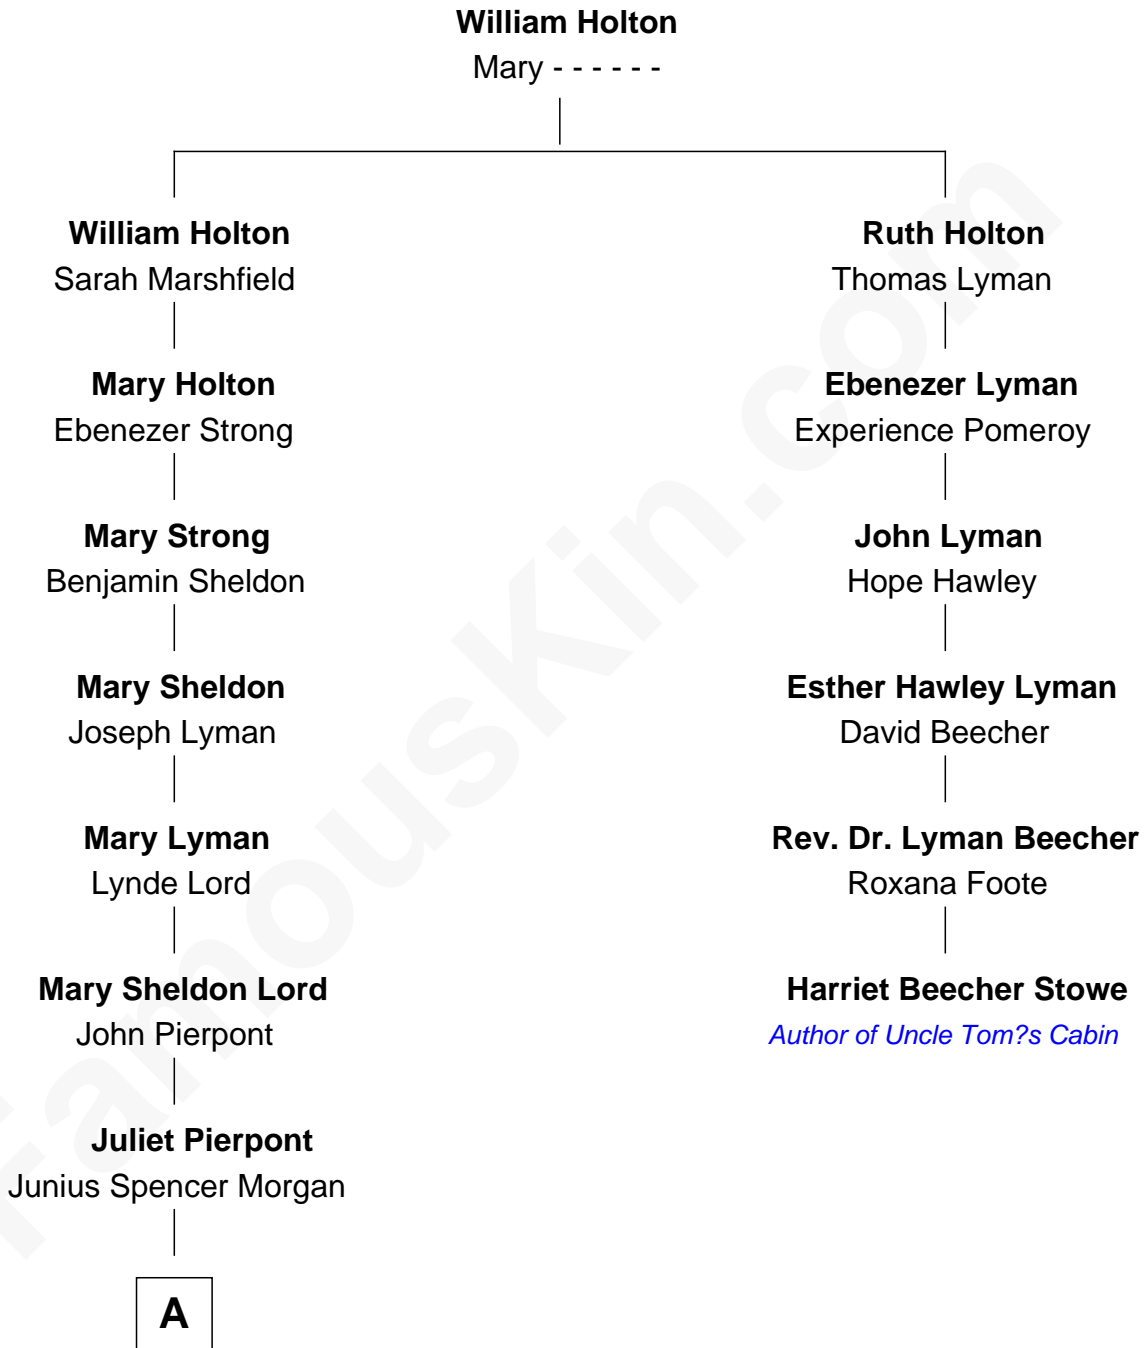 William Holton
Mary - - - - - -
William Holton
Sarah Marshfield
Ruth Holton
Thomas Lyman
Mary Holton
Ebenezer Strong
Ebenezer Lyman
Experience Pomeroy
Mary Strong
Benjamin Sheldon
John Lyman
Hope Hawley
Mary Sheldon
Joseph Lyman
Esther Hawley Lyman
David Beecher
Mary Lyman
Lynde Lord
Rev. Dr. Lyman Beecher
Roxana Foote
Mary Sheldon Lord
John Pierpont
Harriet Beecher Stowe
Author of Uncle Tom?s Cabin
Juliet Pierpont
Junius Spencer Morgan
A
FamousKin.com